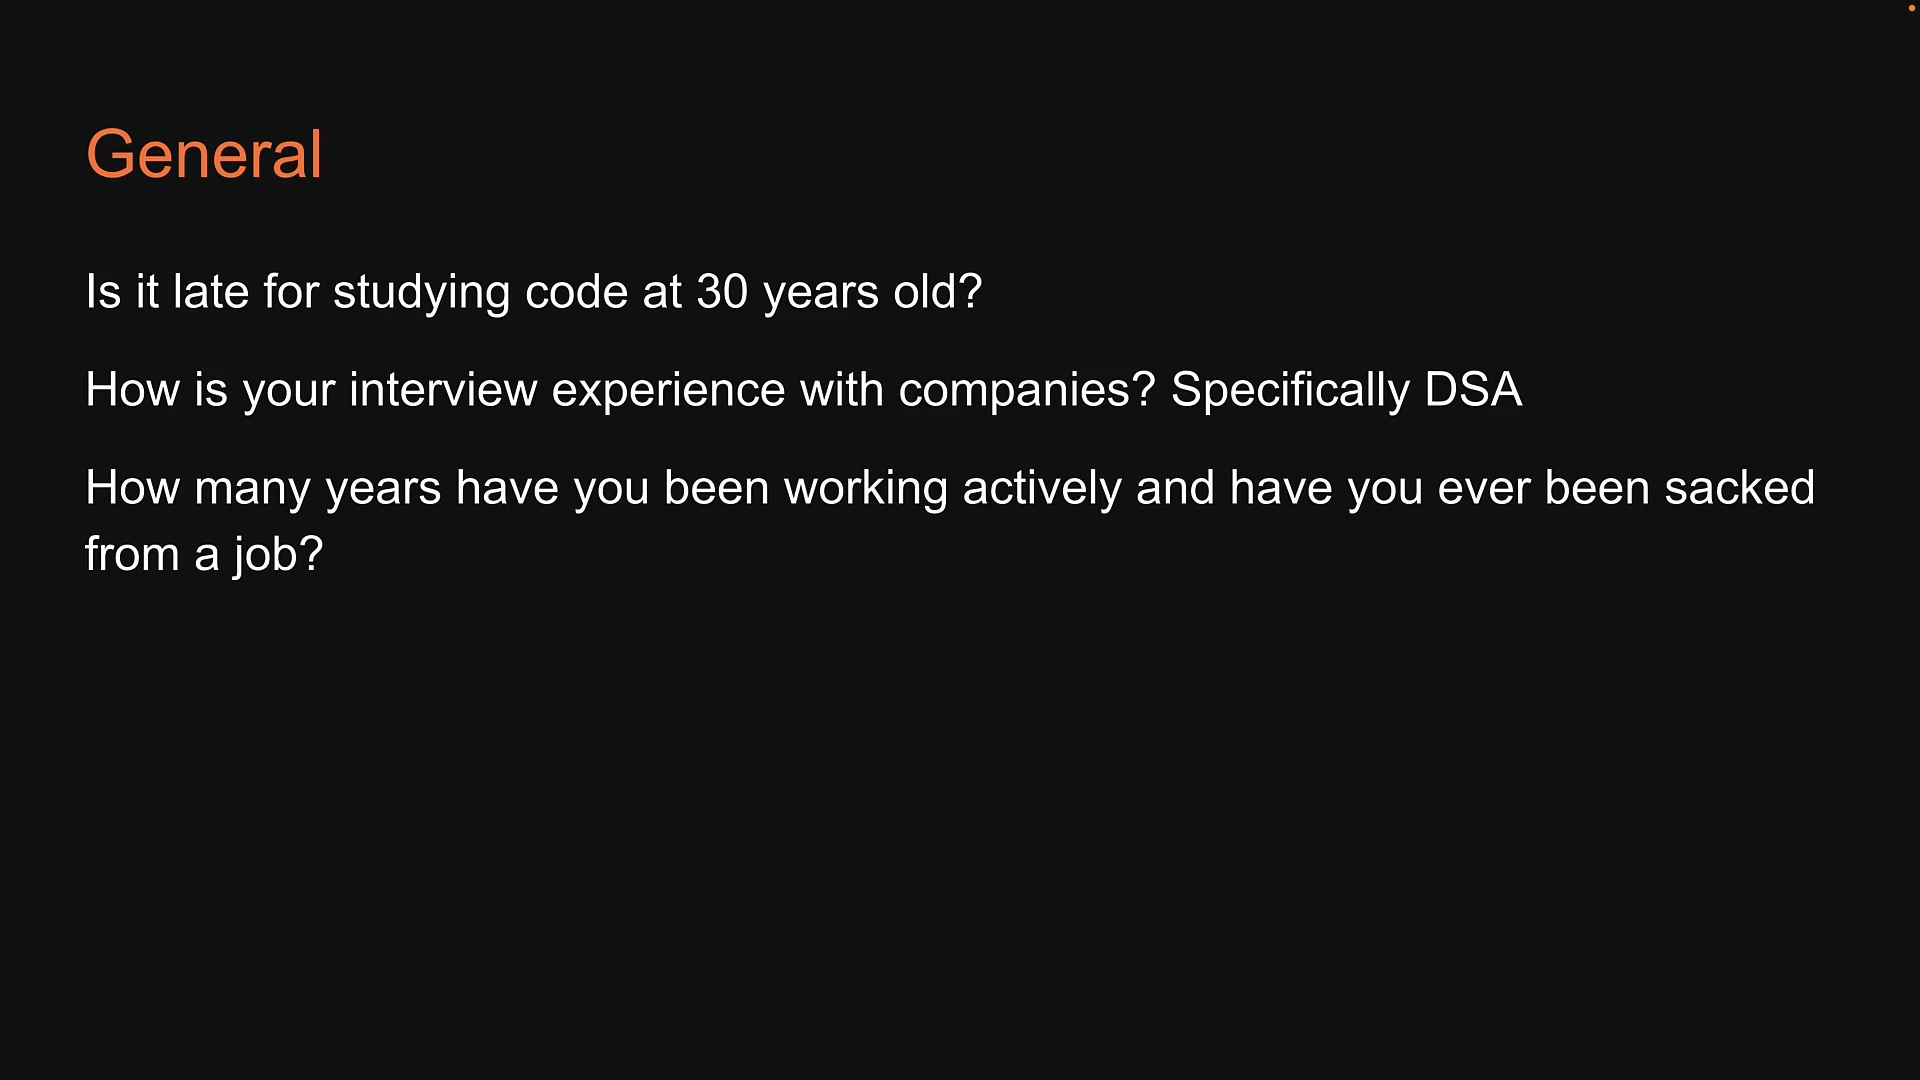 General
Is it late for studying code at 30 years old?
How is your interview experience with companies? Specifically DSA
How many years have you been working actively and have you ever been sacked
from a job?